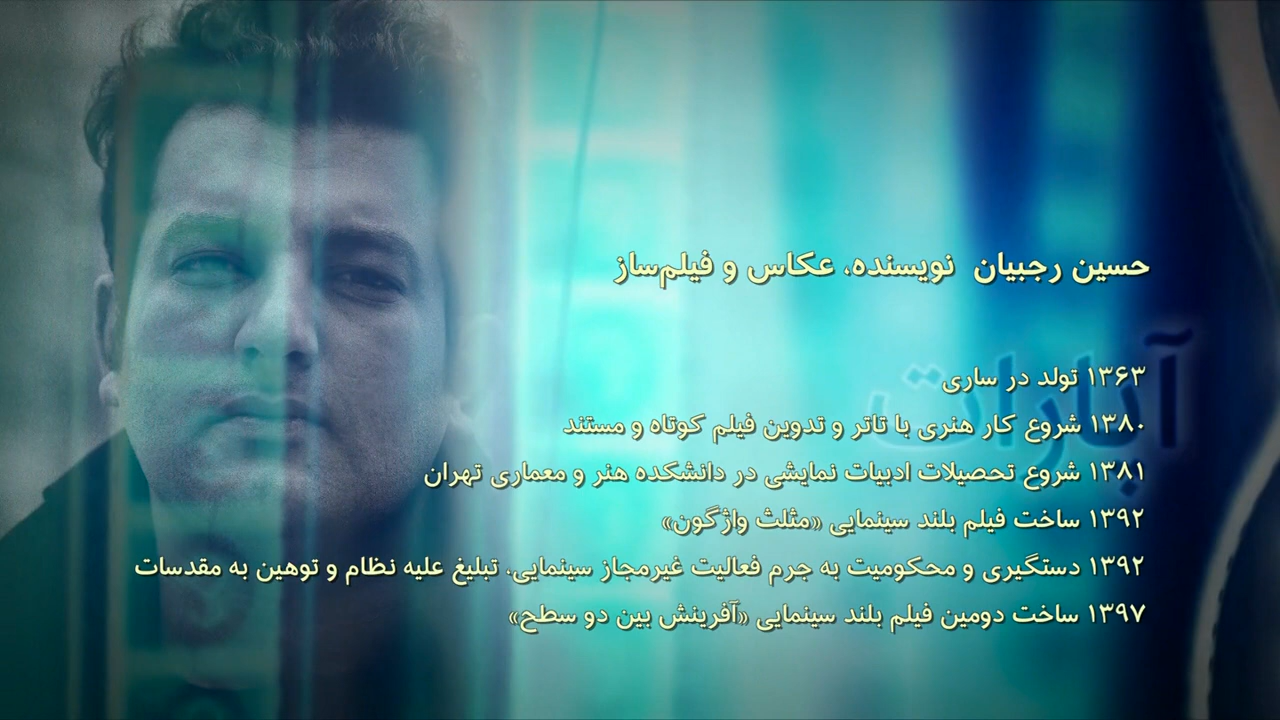 حسین رجبیان نویسنده، عکاس و فیلم‌ساز
آپارات
۱۳۶۳ تولد در ساری
۱۳۸۰ شروع کار هنری با تاتر و تدوین فیلم کوتاه و مستند
۱۳۸۱ شروع تحصیلات ادبیات نمایشی در دانشکده هنر و معماری تهران
۱۳۹۲ ساخت فیلم بلند سینمایی «مثلث واژگون»
۱۳۹۲ دستگیری و محکومیت به جرم فعالیت غیرمجاز سینمایی، تبلیغ علیه نظام و توهین به مقدسات
۱۳۹۷ ساخت دومین فیلم بلند سینمایی «آفرینش بین دو سطح»